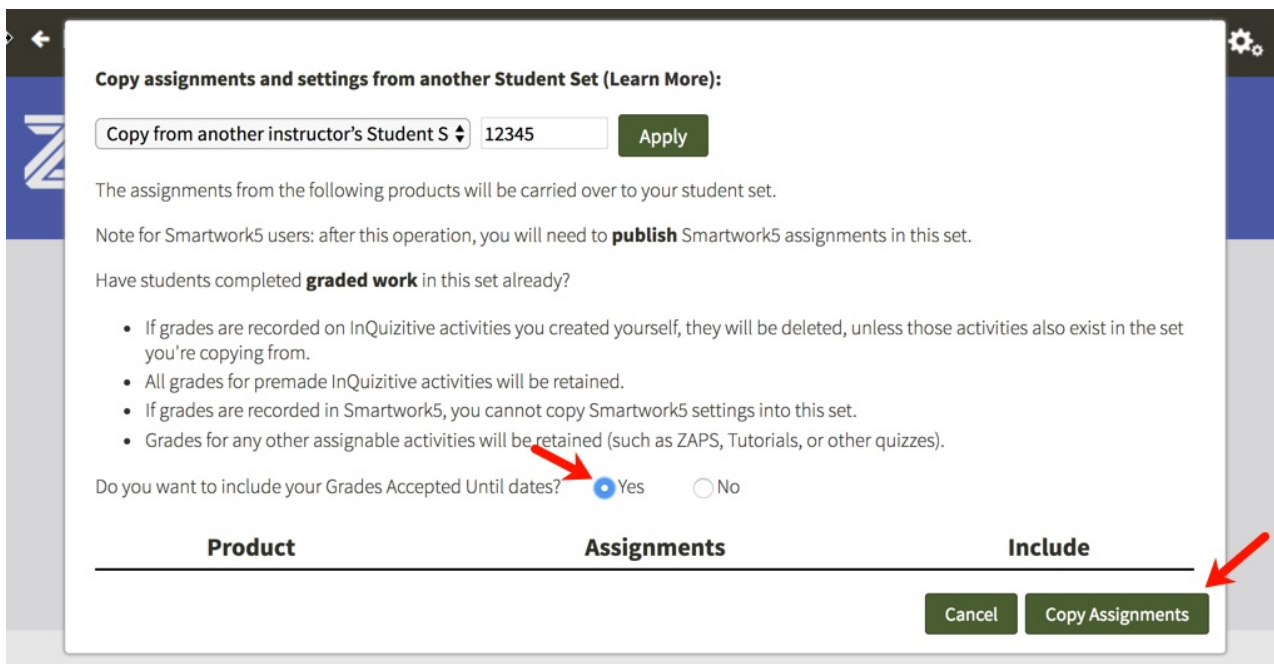 Copy assignments and settings from another Student Set (Learn More):
Copy from another instructor’s Student S 12345 Apply
The assignments from the following products will be carried over to your student set.
Note for Smartwork5 users: after this operation, you will need to publish Smartwork5 assignments in this set.
Have students completed graded work in this set already?
• If grades are recorded on InQuizitive activities you created yourself, they will be deleted, unless those activities also exist in the set
you're copying from.
• All grades for premade InQuizitive activities will be retained.
• If grades are recorded in Smartwork5, you cannot copy Smartwork5 settings into this set.
• Grades for any other assignable activities will be retained (such as ZAPS, Tutorials, or other quizzes).
Do you want to include your Grades Accepted Until dates? Yes No
Product Assignments Include
Cancel Copy Assignments